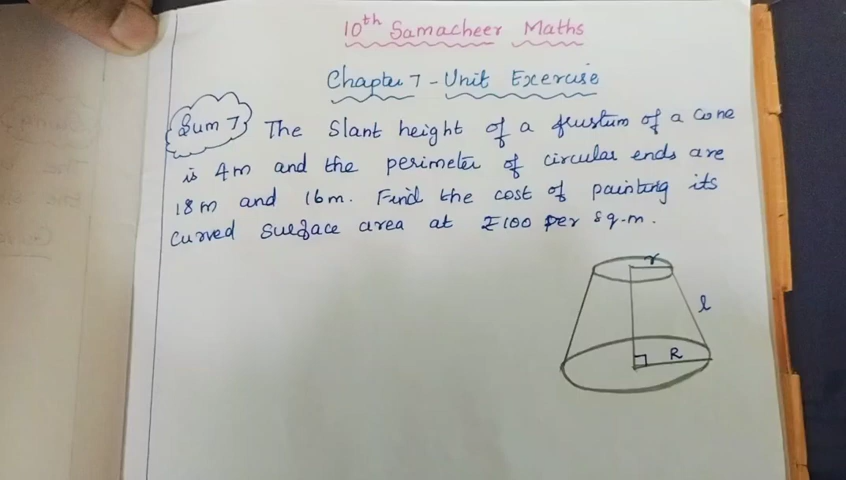 10th Samacheer Maths
Chapter 7 - Unit Exercise
Sum 7 The Slant height of a frustum of a cone
is 4m and the perimeter of circular ends are
18m and 16m. Find the cost of painting its
curved surface area at ₹100 per sq.m.
r
l
R